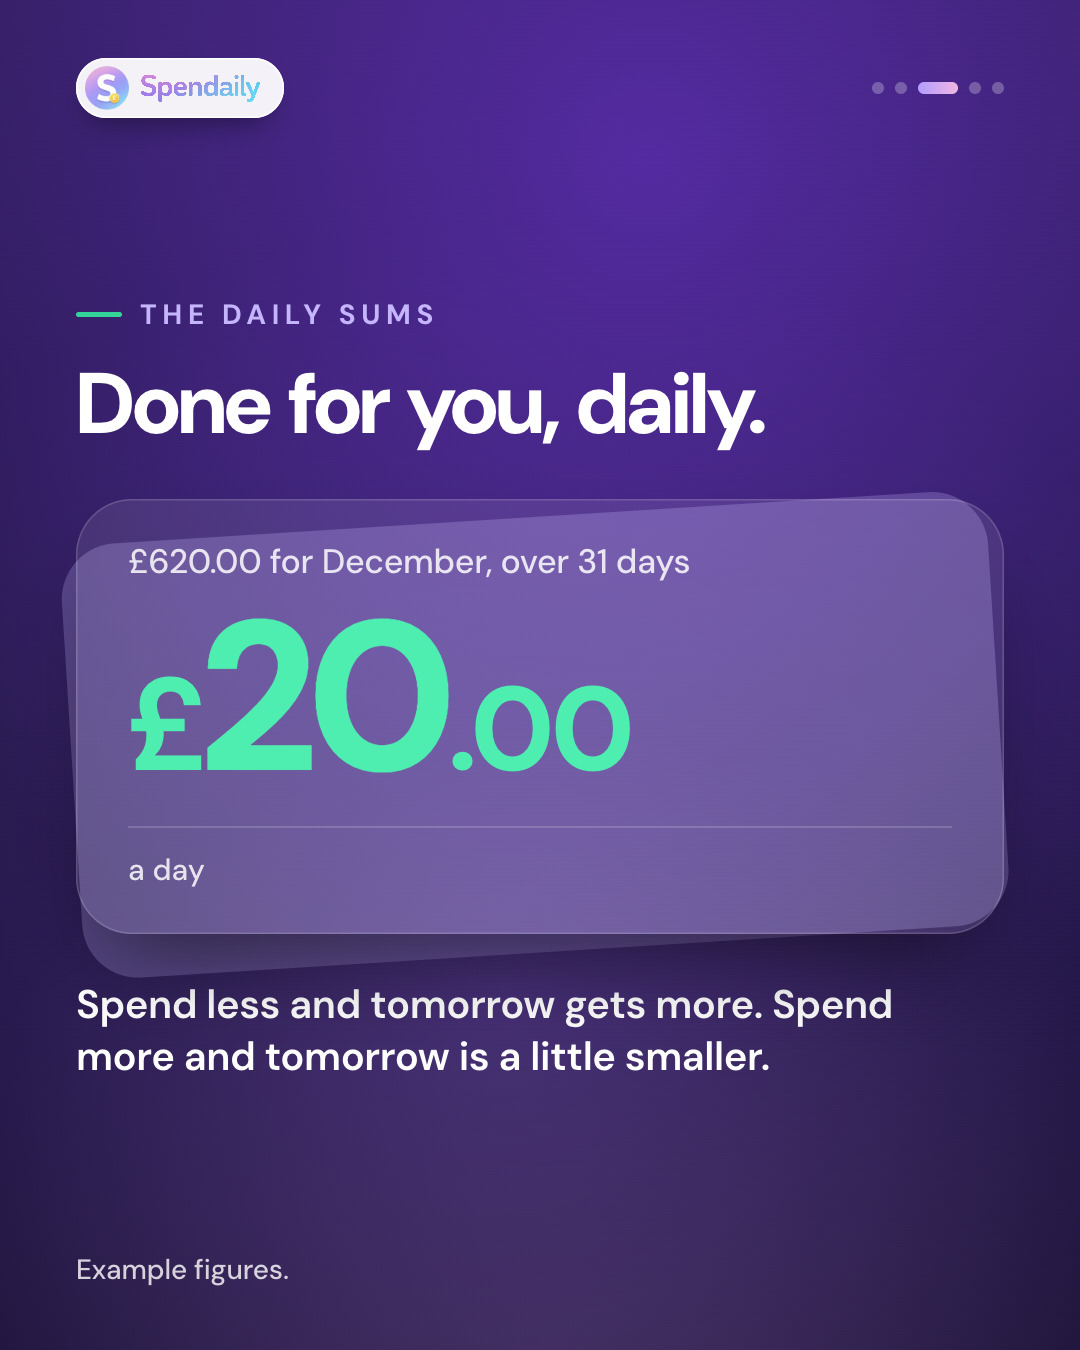 Spendaily
THE DAILY SUMS
Done for you, daily.
£620.00 for December, over 31 days
£20.00
a day
Spend less and tomorrow gets more. Spend
more and tomorrow is a little smaller.
Example figures.